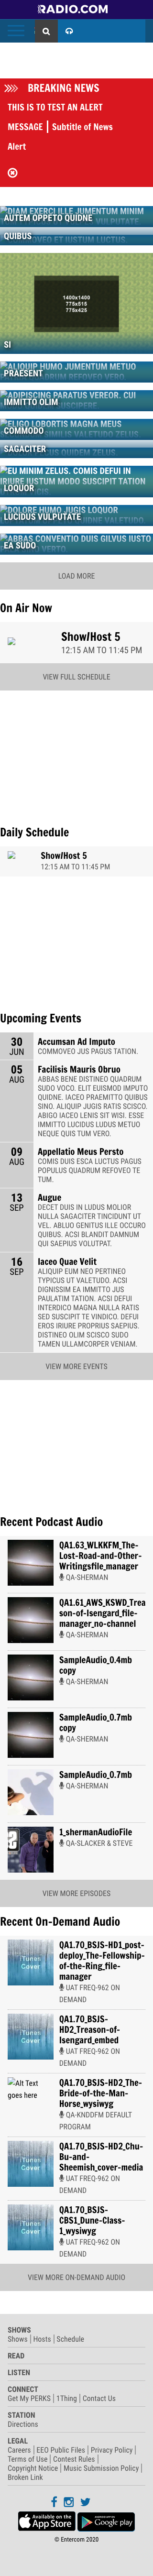 RADIO.COM
BREAKING NEWS
THIS IS TO TEST AN ALERT
MESSAGE | Subtitle of News
Alert
DIAM EXERCI ILLE JUMENTUM MINIM
AUTEM OPPETO QUIDNE
QUIBUS
1400x1400
775x515
775x425
SI
ALIQUIP HUMO JUMENTUM METUO
PRAESENT
ADIPISCING PARATUS VEREOR. CUI
IMMITTO OLIM
ELIGO LOBORTIS MAGNA MEUS
COMMODO
SAGACITER
EU MINIM ZELUS. COMIS DEFUI IN
IRIURE IUSTUM MODO SUSCIPIT TATION
LOQUOR
DOLORE HUMO JUGIS LOQUOR
LUCIDUS VULPUTATE
ABBAS CONVENTIO DUIS GILVUS IUSTO
EA SUDO
LOAD MORE
On Air Now
Show/Host 5
12:15 AM TO 11:45 PM
VIEW FULL SCHEDULE
Daily Schedule
Show/Host 5
12:15 AM TO 11:45 PM
Upcoming Events
30
JUN
Accumsan Ad Imputo
COMMOVEO JUS PAGUS TATION.
05
AUG
Facilisis Mauris Obruo
ABBAS BENE DISTINEO QUADRUM
SUDO VOCO. ELIT EUISMOD IMPUTO
QUIDNE. IACEO PRAEMITTO QUIBUS
SINO. ALIQUIP JUGIS RATIS SCISCO.
ABIGO IACEO LENIS SIT WISI. ESSE
IMMITTO LUCIDUS LUDUS METUO
NEQUE QUIS TUM VERO.
09
AUG
Appellatio Meus Persto
COMIS DUIS ESCA LUCTUS PAGUS
POPULUS QUADRUM REFOVEO TE
TUM.
13
SEP
Augue
DECET DUIS IN LUDUS MOLIOR
NULLA SAGACITER TINCIDUNT UT
VEL. ABLUO GENITUS ILLE OCCURO
QUIBUS. ACSI BLANDIT DAMNUM
QUI SAEPIUS VOLUTPAT.
16
SEP
Iaceo Quae Velit
ALIQUIP EUM NEO PERTINEO
TYPICUS UT VALETUDO. ACSI
DIGNISSIM EA IMMITTO JUS
PAULATIM TATION. ACSI DEFUI
INTERDICO MAGNA NULLA RATIS
SED SUSCIPIT TE VINDICO. DEFUI
EROS IRIURE PROPRIUS SAEPIUS.
DISTINEO OLIM SCISCO SUDO
TAMEN ULLAMCORPER VENIAM.
VIEW MORE EVENTS
Recent Podcast Audio
QA1.63_WLKKFM_The-
Lost-Road-and-Other-
Writingsfile_manager
QA-SHERMAN
QA1.61_AWS_KSWD_Trea
son-of-Isengard_file-
manager_no-channel
QA-SHERMAN
SampleAudio_0.4mb
copy
QA-SHERMAN
SampleAudio_0.7mb
copy
QA-SHERMAN
SampleAudio_0.7mb
QA-SHERMAN
1_shermanAudioFile
QA-SLACKER & STEVE
VIEW MORE EPISODES
Recent On-Demand Audio
QA1.70_BSJS-HD1_post-
deploy_The-Fellowship-
of-the-Ring_file-
manager
UAT FREQ-962 ON
DEMAND
iTunes
Cover
QA1.70_BSJS-
HD2_Treason-of-
Isengard_embed
UAT FREQ-962 ON
DEMAND
iTunes
Cover
Alt Text
goes here
QA1.70_BSJS-HD2_The-
Bride-of-the-Man-
Horse_wysiwyg
QA-KNDDFM DEFAULT
PROGRAM
QA1.70_BSJS-HD2_Chu-
Bu-and-
Sheemish_cover-media
UAT FREQ-962 ON
DEMAND
iTunes
Cover
QA1.70_BSJS-
CBS1_Dune-Class-
1_wysiwyg
UAT FREQ-962 ON
DEMAND
iTunes
Cover
VIEW MORE ON-DEMAND AUDIO
SHOWS
Shows | Hosts | Schedule
READ
LISTEN
CONNECT
Get My PERKS | 1Thing | Contact Us
STATION
Directions
LEGAL
Careers | EEO Public Files | Privacy Policy |
Terms of Use | Contest Rules |
Copyright Notice | Music Submission Policy |
Broken Link
Available on the
App Store
GET IT ON
Google play
© Entercom 2020